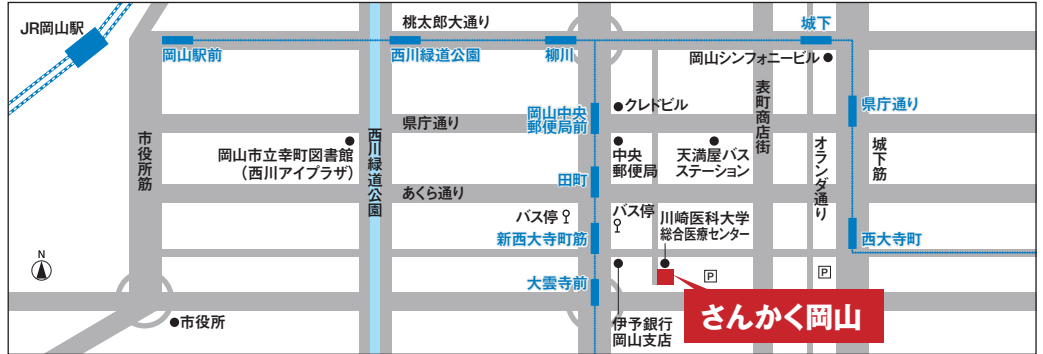 JR岡山駅
桃太郎大通り
城下
岡山駅前
西川緑道公園
柳川
岡山シンフォニービル
クレドビル
県庁通り
岡山中央
郵便局前
県庁通り
表町商店街
市役所筋
岡山市立幸町図書館
（西川アイプラザ）
西川緑道公園
中央
郵便局
天満屋バス
ステーション
オランダ通り
城下筋
田町
あくら通り
バス停
バス停
川崎医科大学
総合医療センター
新西大寺町筋
西大寺町
N
大雲寺前
P
P
さんかく岡山
市役所
伊予銀行
岡山支店